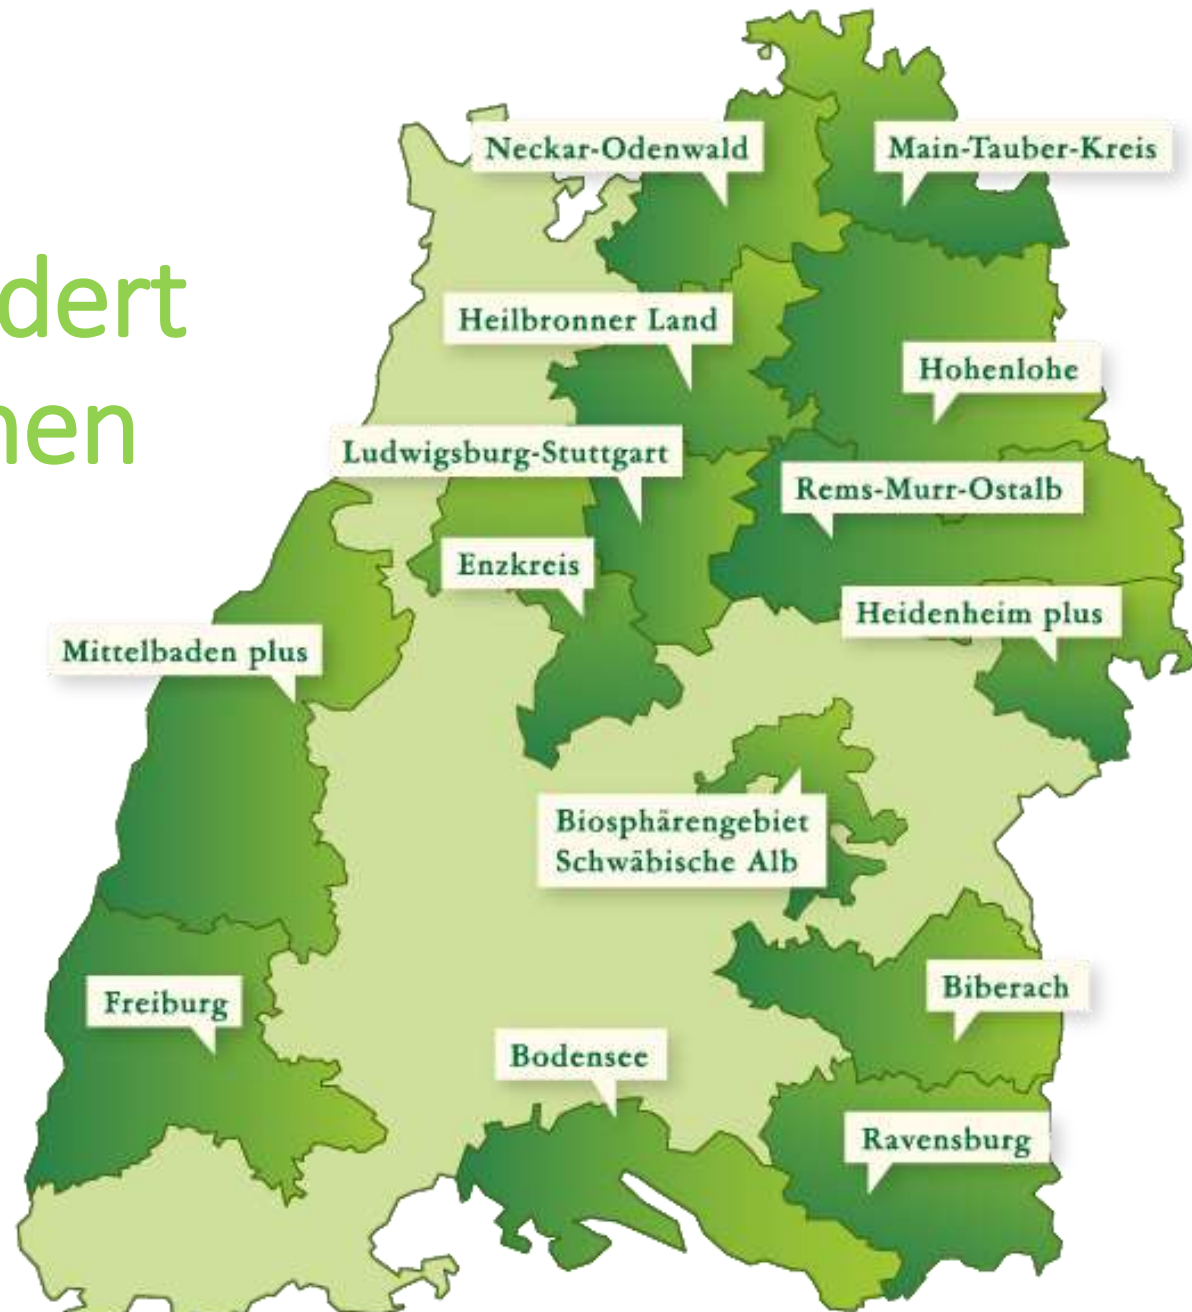 dert
nen
Neckar-Odenwald
Main-Tauber-Kreis
Heilbronner Land
Hohenlohe
Ludwigsburg-Stuttgart
Rems-Murr-Ostalb
Enzkreis
Heidenheim plus
Mittelbaden plus
Biosphärengebiet
Schwäbische Alb
Freiburg
Biberach
Bodensee
Ravensburg